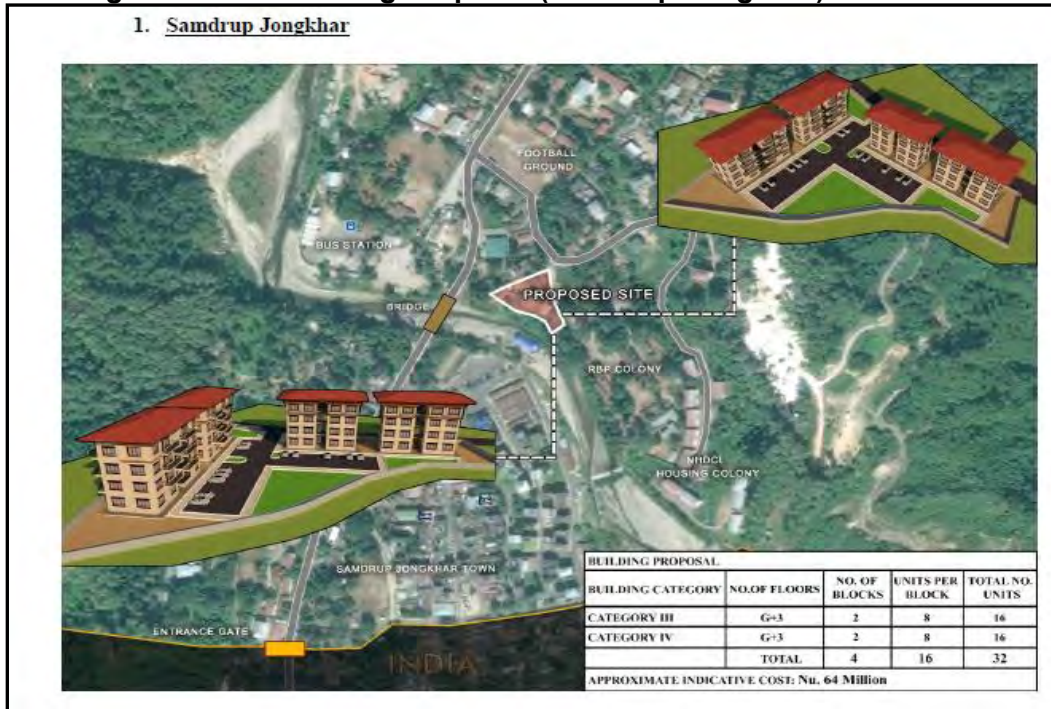 1. Samdrup Jongkhar
FOOTBALL
GROUND
BUS STATION
PROPOSED SITE
BRIDGE
RBP COLONY
NHDCL
HOUSING COLONY
SAMDRUP JONGKHAR TOWN
ENTRANCE GATE
INDIA
BUILDING PROPOSAL
BUILDING CATEGORY NO.OF FLOORS NO. OF BLOCKS UNITS PER BLOCK TOTAL NO. UNITS
CATEGORY III G+3 2 8 16
CATEGORY IV G+3 2 8 16
TOTAL 4 16 32
APPROXIMATE INDICATIVE COST: Nu. 64 Million